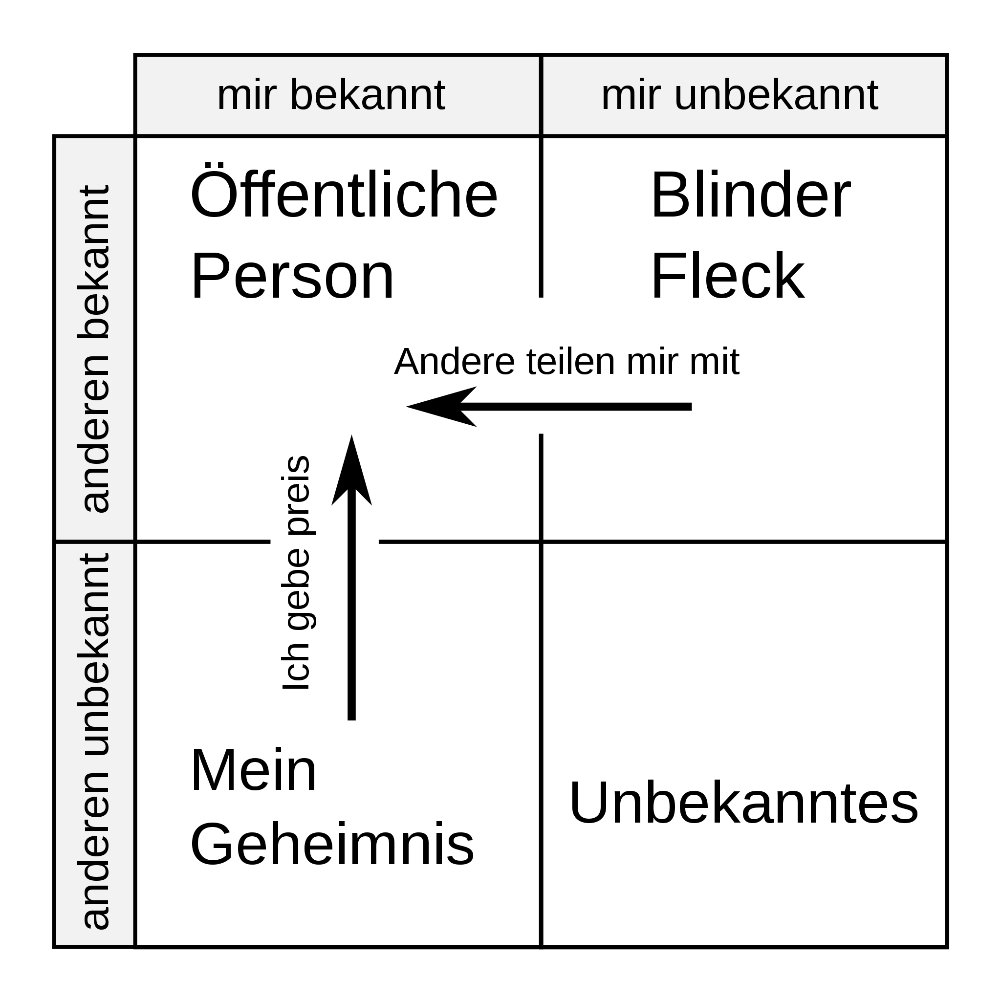 mir bekannt
mir unbekannt
anderen bekannt
Öffentliche
Person
Blinder
Fleck
Andere teilen mir mit
Ich gebe preis
anderen unbekannt
Mein
Geheimnis
Unbekanntes